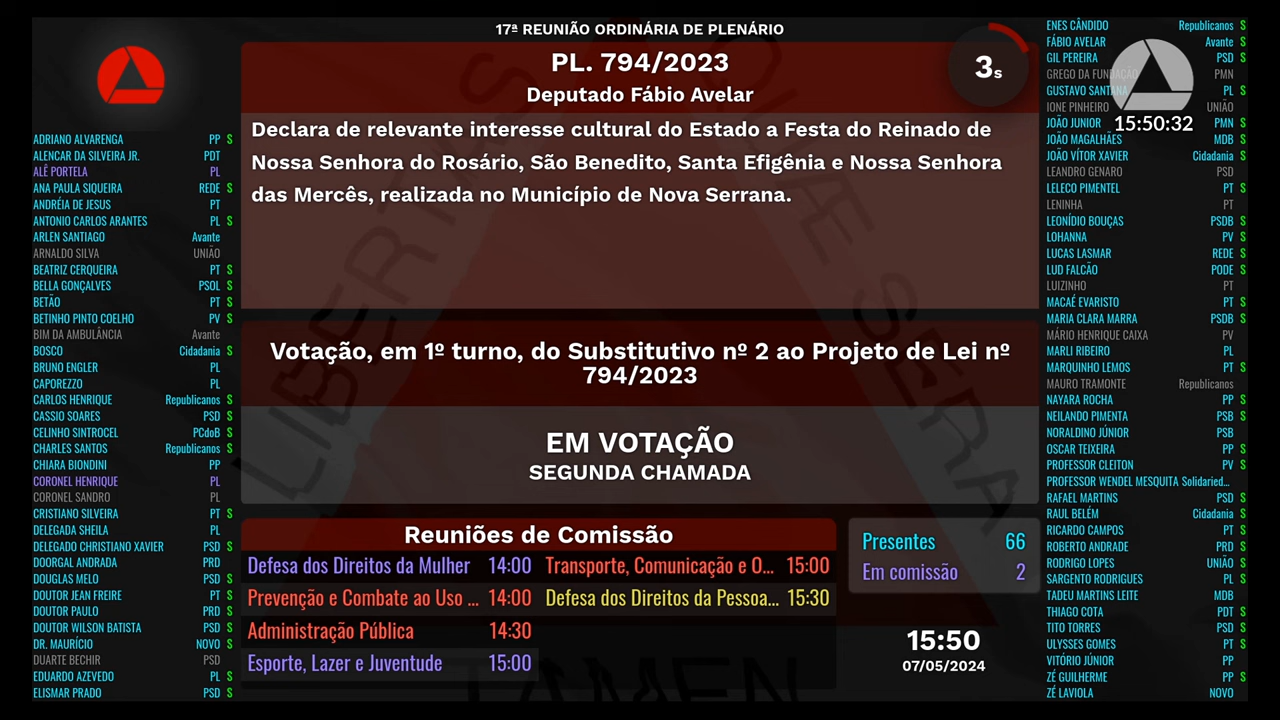 17ª REUNIÃO ORDINÁRIA DE PLENÁRIO
PL. 794/2023
Deputado Fábio Avelar
3s
15:50:32
Declara de relevante interesse cultural do Estado a Festa do Reinado de
Nossa Senhora do Rosário, São Benedito, Santa Efigênia e Nossa Senhora
das Mercês, realizada no Município de Nova Serrana.
Votação, em 1º turno, do Substitutivo nº 2 ao Projeto de Lei nº
794/2023
EM VOTAÇÃO
SEGUNDA CHAMADA
Reuniões de Comissão
Defesa dos Direitos da Mulher 14:00 Transporte, Comunicação e O... 15:00
Prevenção e Combate ao Uso ... 14:00 Defesa dos Direitos da Pessoa... 15:30
Administração Pública 14:30
Esporte, Lazer e Juventude 15:00
Presentes 66
Em comissão 2
15:50
07/05/2024
ADRIANO ALVARENGA PP S
ALENCAR DA SILVEIRA JR. PDT
ALÊ PORTELA PL
ANA PAULA SIQUEIRA REDE S
ANDRÉIA DE JESUS PT
ANTONIO CARLOS ARANTES PL S
ARLEN SANTIAGO Avante
ARNALDO SILVA UNIÃO
BEATRIZ CERQUEIRA PT S
BELLA GONÇALVES PSOL S
BETÃO PT S
BETINHO PINTO COELHO PV S
BIM DA AMBULÂNCIA Avante
BOSCO Cidadania S
BRUNO ENGLER PL
CAPOREZZO PL
CARLOS HENRIQUE Republicanos S
CASSIO SOARES PSD S
CELINHO SINTROCEL PCdoB S
CHARLES SANTOS Republicanos S
CHIARA BIONDINI PP
CORONEL HENRIQUE PL
CORONEL SANDRO PL
CRISTIANO SILVEIRA PT S
DELEGADA SHEILA PL
DELEGADO CHRISTIANO XAVIER PSD S
DOORGAL ANDRADA PRD
DOUGLAS MELO PSD S
DOUTOR JEAN FREIRE PT S
DOUTOR PAULO PRD S
DOUTOR WILSON BATISTA PSD S
DR. MAURÍCIO NOVO S
DUARTE BECHIR PSD
EDUARDO AZEVEDO PL S
ELISMAR PRADO PSD S
ENES CÂNDIDO Republicanos S
FÁBIO AVELAR Avante S
GIL PEREIRA PSD S
GREGO DA FUNDAÇÃO PMN
GUSTAVO SANTANA PL S
IONE PINHEIRO UNIÃO
JOÃO JUNIOR PMN S
JOÃO MAGALHÃES MDB S
JOÃO VÍTOR XAVIER Cidadania S
LEANDRO GENARO PSD
LELECO PIMENTEL PT S
LENINHA PT
LEONÍDIO BOUÇAS PSDB S
LOHANNA PV S
LUCAS LASMAR REDE S
LUD FALCÃO PODE S
LUIZINHO PT
MACAÉ EVARISTO PT S
MARIA CLARA MARRA PSDB S
MÁRIO HENRIQUE CAIXA PV
MARLI RIBEIRO PL
MARQUINHO LEMOS PT S
MAURO TRAMONTE Republicanos
NAYARA ROCHA PP S
NEILANDO PIMENTA PSB S
NORALDINO JÚNIOR PSB
OSCAR TEIXEIRA PP S
PROFESSOR CLEITON PV S
PROFESSOR WENDEL MESQUITA Solidaried...
RAFAEL MARTINS PSD S
RAUL BELÉM Cidadania S
RICARDO CAMPOS PT S
ROBERTO ANDRADE PRD S
RODRIGO LOPES UNIÃO S
SARGENTO RODRIGUES PL S
TADEU MARTINS LEITE MDB
THIAGO COTA PDT S
TITO TORRES PSD S
ULYSSES GOMES PT S
VITÓRIO JÚNIOR PP
ZÉ GUILHERME PP S
ZÉ LAVIOLA NOVO
LIBERTAS QUÆ SERA TAMEN